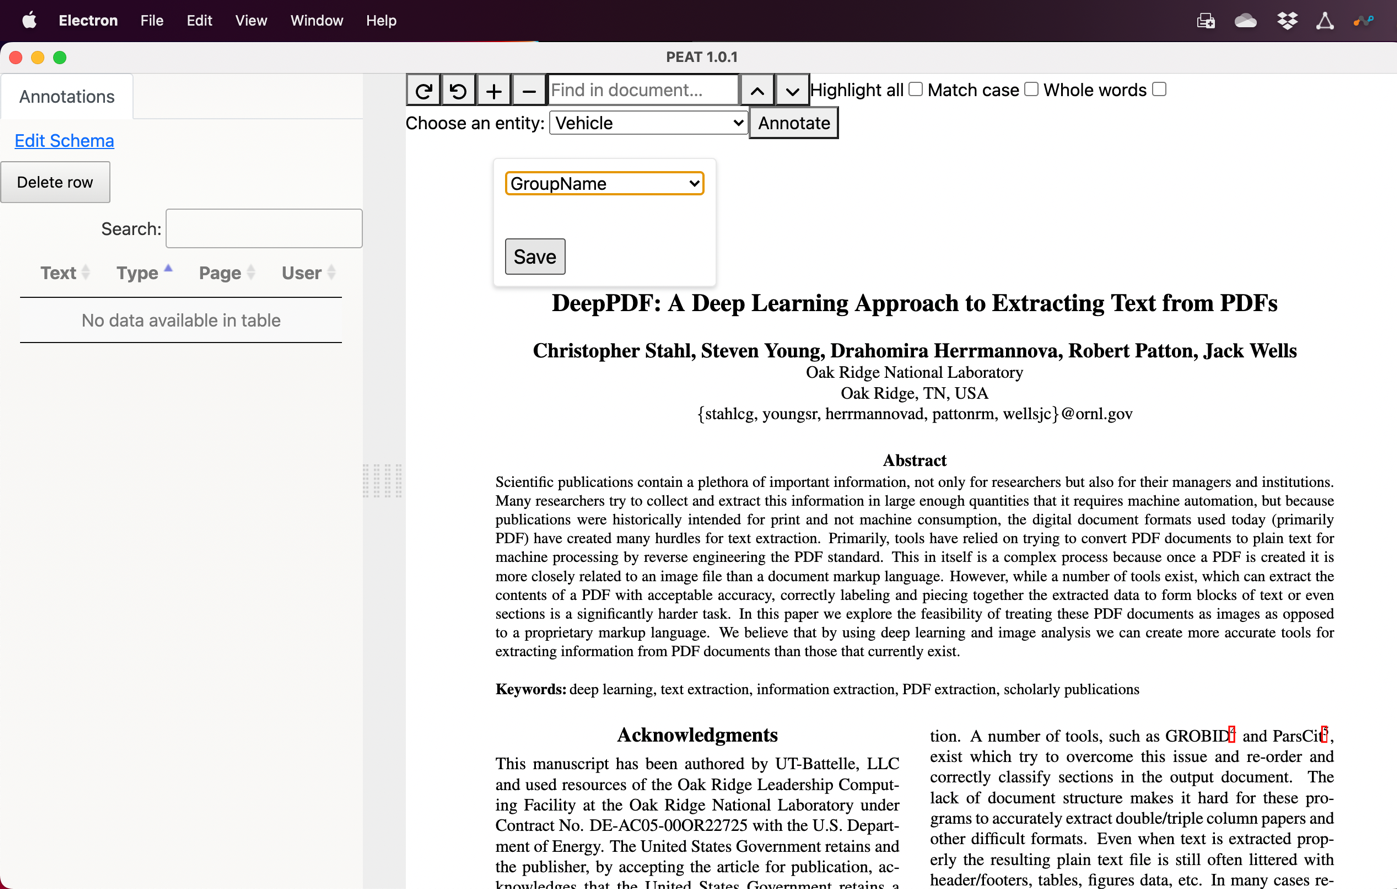 Electron File Edit View Window Help
PEAT 1.0.1
Annotations
Edit Schema
Delete row
Search:
Text Type Page User
No data available in table
Find in document... Highlight all Match case Whole words
Choose an entity: Vehicle Annotate
GroupName
Save
DeepPDF: A Deep Learning Approach to Extracting Text from PDFs
Christopher Stahl, Steven Young, Drahomira Herrmannova, Robert Patton, Jack Wells
Oak Ridge National Laboratory
Oak Ridge, TN, USA
{stahlcg, youngsr, herrmannovad, pattonrm, wellsjc}@ornl.gov
Abstract
Scientific publications contain a plethora of important information, not only for researchers but also for their managers and institutions.
Many researchers try to collect and extract this information in large enough quantities that it requires machine automation, but because
publications were historically intended for print and not machine consumption, the digital document formats used today (primarily
PDF) have created many hurdles for text extraction. Primarily, tools have relied on trying to convert PDF documents to plain text for
machine processing by reverse engineering the PDF standard. This in itself is a complex process because once a PDF is created it is
more closely related to an image file than a document markup language. However, while a number of tools exist, which can extract the
contents of a PDF with acceptable accuracy, correctly labeling and piecing together the extracted data to form blocks of text or even
sections is a significantly harder task. In this paper we explore the feasibility of treating these PDF documents as images as opposed
to a proprietary markup language. We believe that by using deep learning and image analysis we can create more accurate tools for
extracting information from PDF documents than those that currently exist.
Keywords: deep learning, text extraction, information extraction, PDF extraction, scholarly publications
Acknowledgments
This manuscript has been authored by UT-Battelle, LLC
and used resources of the Oak Ridge Leadership Comput-
ing Facility at the Oak Ridge National Laboratory under
Contract No. DE-AC05-00OR22725 with the U.S. Depart-
ment of Energy. The United States Government retains and
the publisher, by accepting the article for publication, ac-
knowledges that the United States Government retains a
tion. A number of tools, such as GROBID and ParsCit,
exist which try to overcome this issue and re-order and
correctly classify sections in the output document. The
lack of document structure makes it hard for these pro-
grams to accurately extract double/triple column papers and
other difficult formats. Even when text is extracted prop-
erly the resulting plain text file is still often littered with
header/footers, tables, figures data, etc. In many cases re-